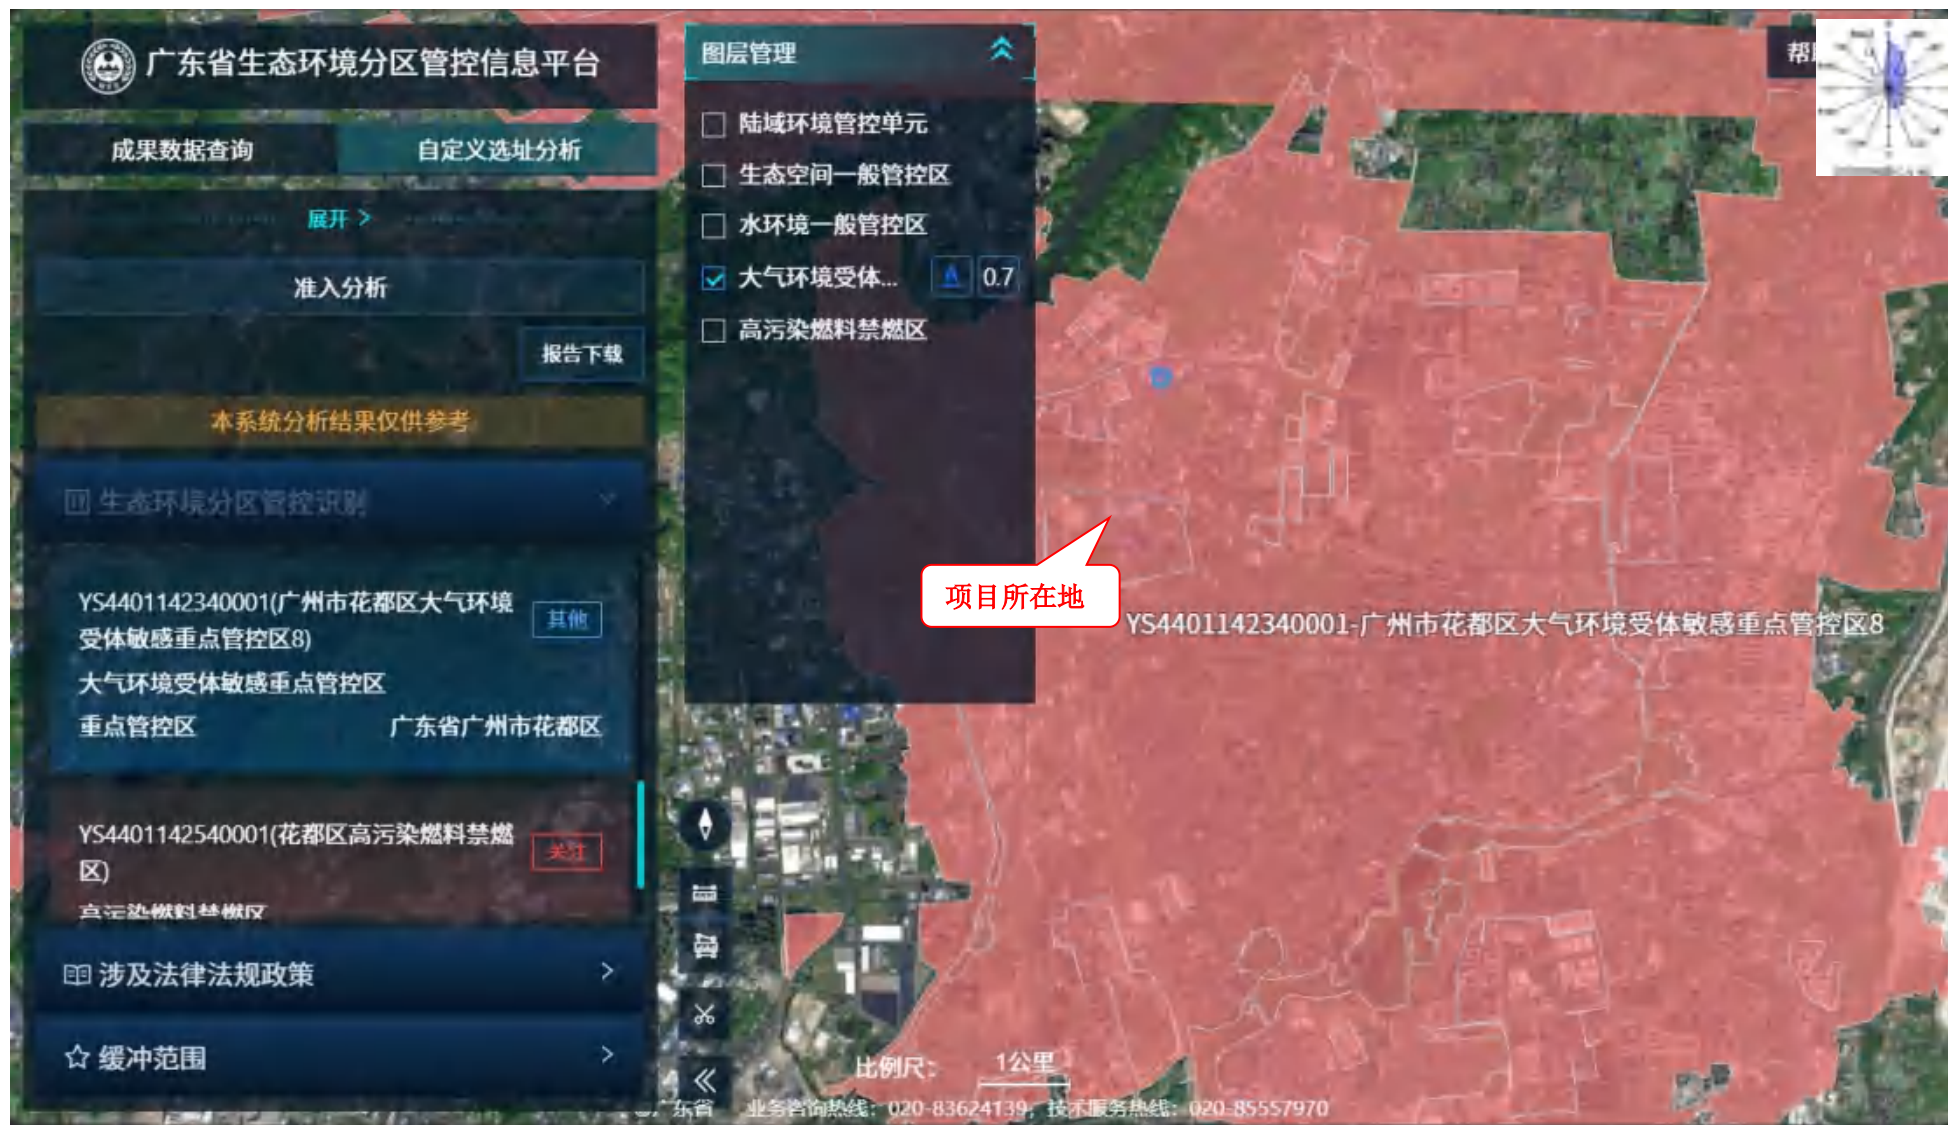 广东省生态环境分区管控信息平台
成果数据查询
自定义选址分析
展开 >
准入分析
报告下载
本系统分析结果仅供参考
生态环境分区管控识别
YS4401142340001(广州市花都区大气环境
受体敏感重点管控区8)
其他
大气环境受体敏感重点管控区
重点管控区
广东省广州市花都区
YS4401142540001(花都区高污染燃料禁燃
区)
关注
高污染燃料禁燃区
涉及法律法规政策
缓冲范围
图层管理
陆域环境管控单元
生态空间一般管控区
水环境一般管控区
大气环境受体...
0.7
高污染燃料禁燃区
项目所在地
YS4401142340001-广州市花都区大气环境受体敏感重点管控区8
比例尺：
1公里
广东省
业务咨询热线：020-83624139，技术服务热线：020-85557970